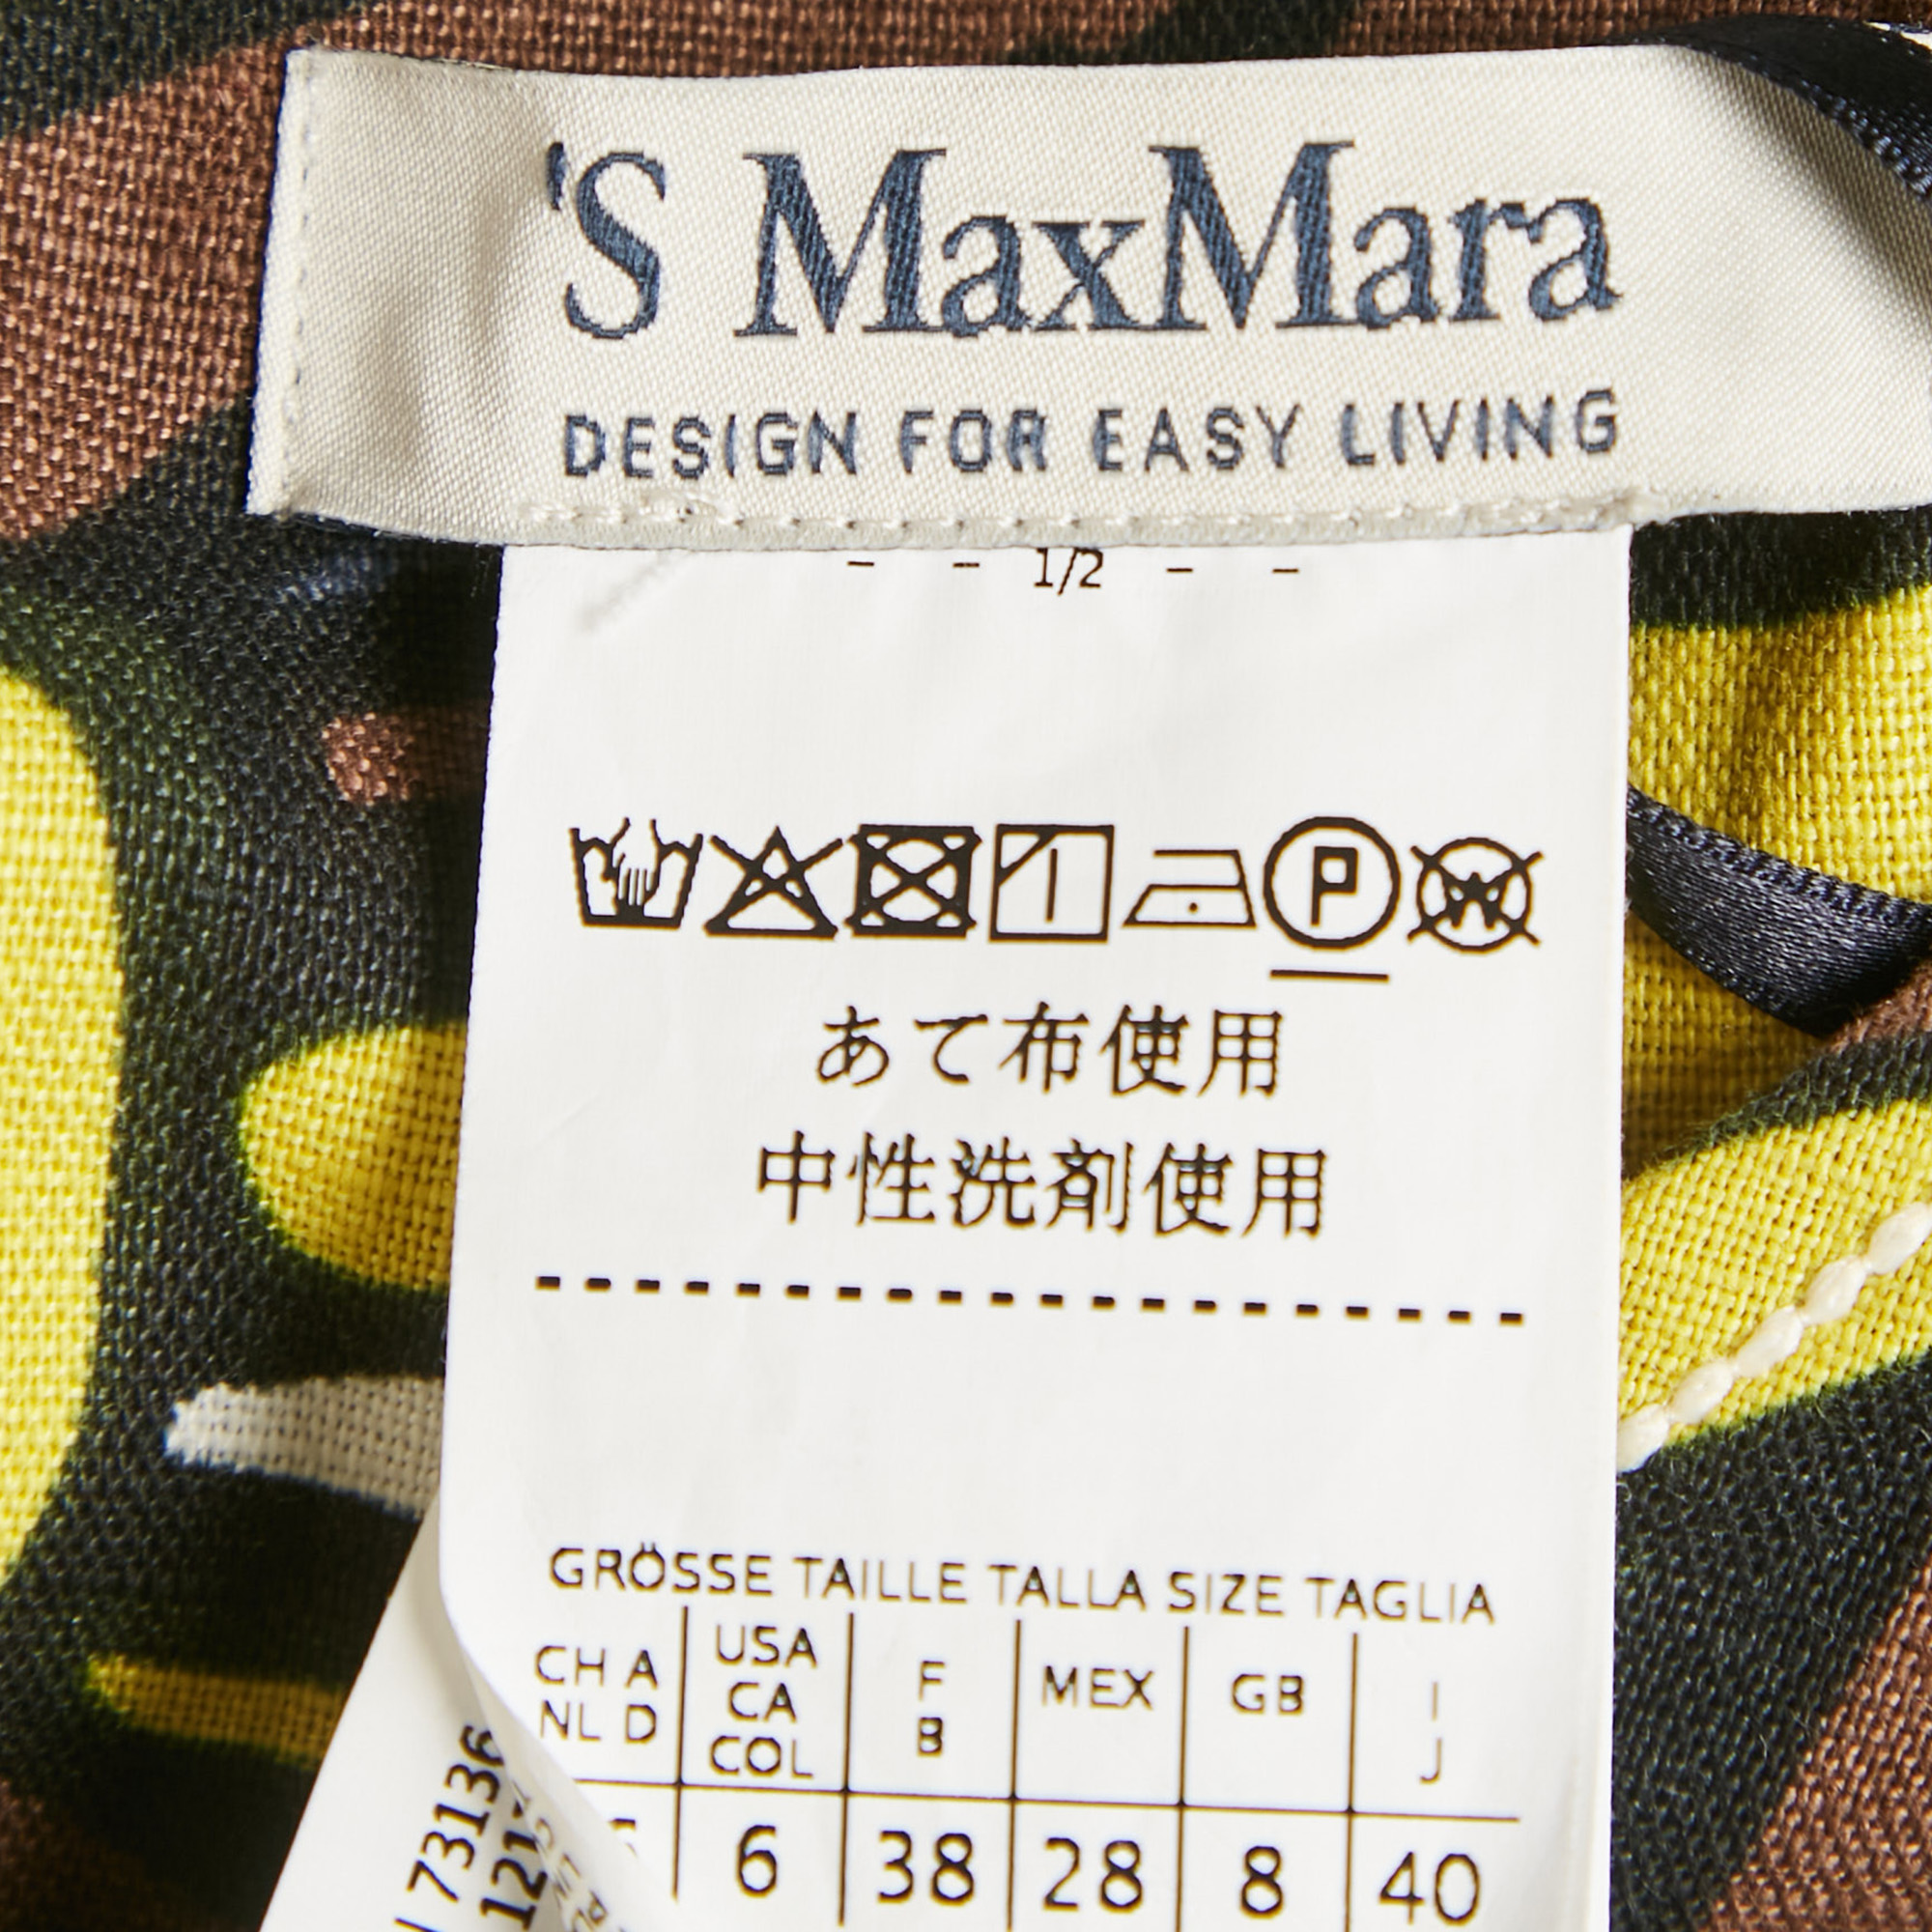 'S MaxMara
DESIGN FOR EASY LIVING
- - 1/2 - -
P W
あて布使用
中性洗剤使用
GRÖSSE TAILLE TALLA SIZE TAGLIA
CH A NL D
USA CA COL
F B
MEX
GB
I J
6 38 28 8 40
73136